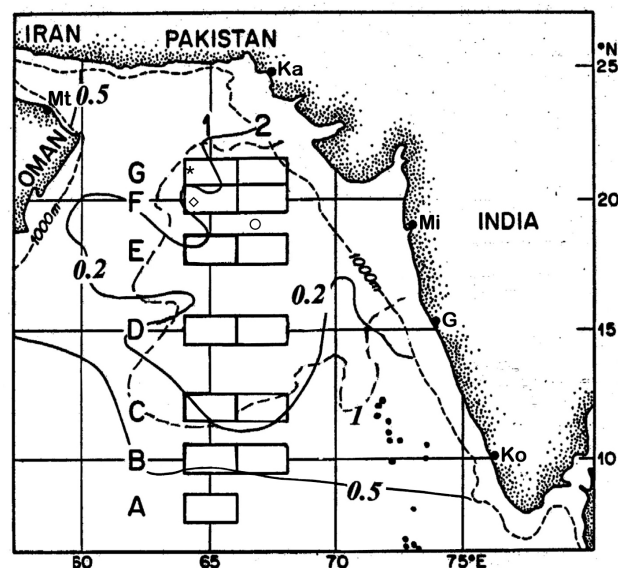 IRAN PAKISTAN °N
Ka 25
Mt 0.5
1 2
OMAN
G
F 20
1000m Mi INDIA
E
0.2 1000m
0.2
D G 15
C 1
B Ko 10
0.5
A
60 65 70 75°E